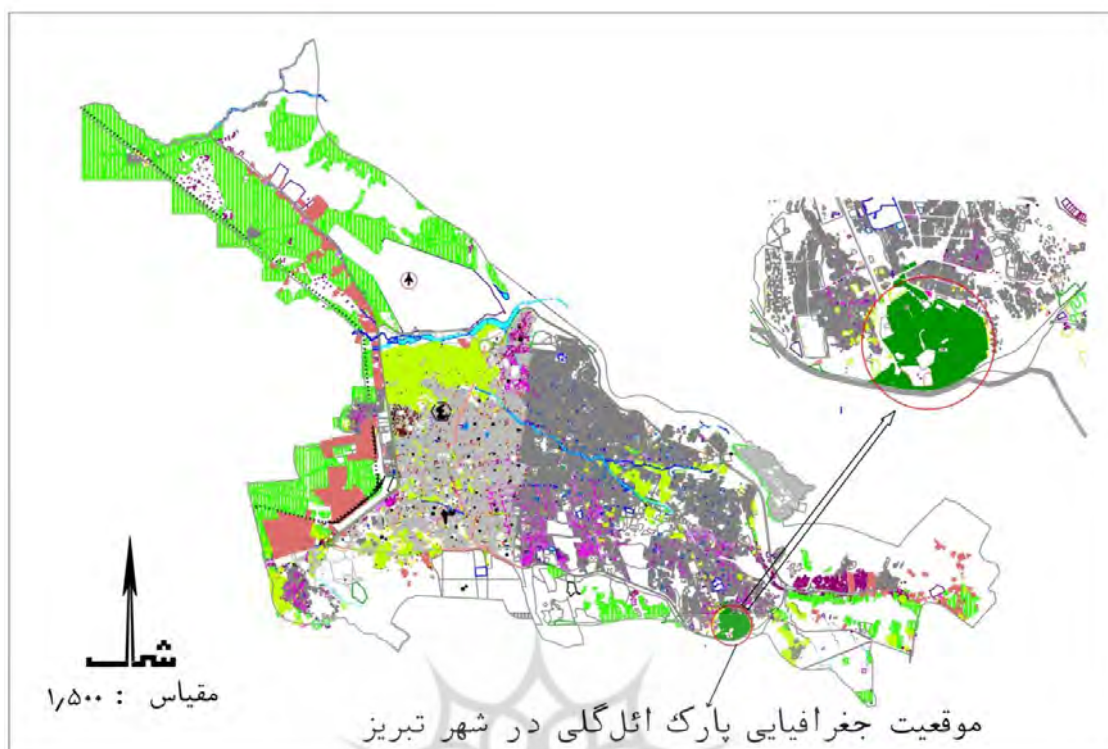 شمال
مقیاس : ۱٫۵۰۰
موقعیت جغرافیایی پارک ائل‌گلی در شهر تبریز